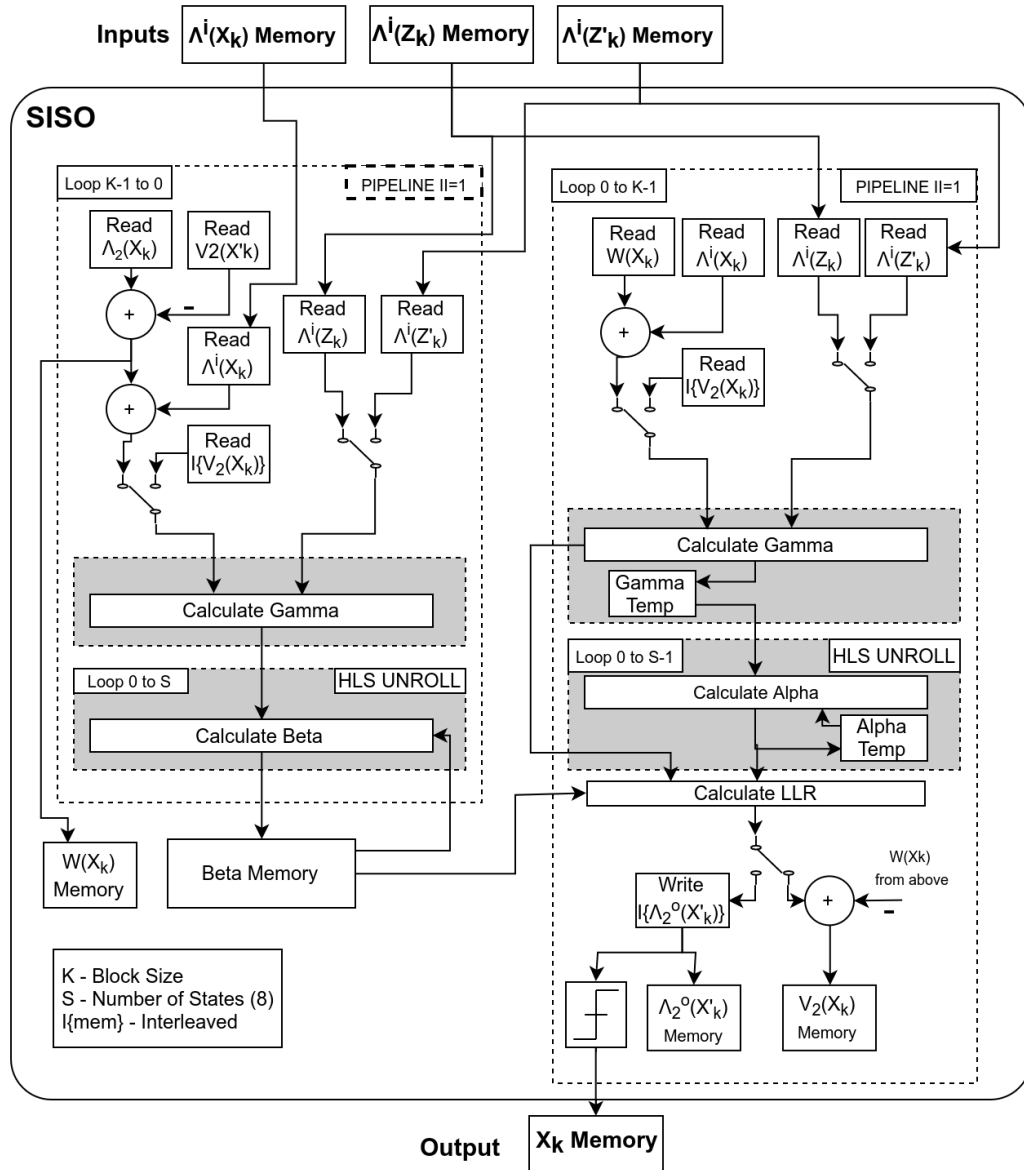 Inputs
Λⁱ(Xₖ) Memory
Λⁱ(Zₖ) Memory
Λⁱ(Z'ₖ) Memory
SISO
Loop K-1 to 0
PIPELINE II=1
Read
Λ₂(Xₖ)
Read
V2(X'k)
+
-
Read
Λⁱ(Xₖ)
+
Read
I{V₂(Xₖ)}
Read
Λⁱ(Zₖ)
Read
Λⁱ(Z'ₖ)
Calculate Gamma
Loop 0 to S
HLS UNROLL
Calculate Beta
W(Xₖ)
Memory
Beta Memory
K - Block Size
S - Number of States (8)
I{mem} - Interleaved
Loop 0 to K-1
PIPELINE II=1
Read
W(Xₖ)
Read
Λⁱ(Xₖ)
Read
Λⁱ(Zₖ)
Read
Λⁱ(Z'ₖ)
+
Read
I{V₂(Xₖ)}
Calculate Gamma
Gamma
Temp
Loop 0 to S-1
HLS UNROLL
Calculate Alpha
Alpha
Temp
Calculate LLR
Write
I{Λ₂ᵒ(X'ₖ)}
+
W(Xk)
from above
-
Λ₂ᵒ(X'ₖ)
Memory
V₂(Xₖ)
Memory
Output
Xₖ Memory